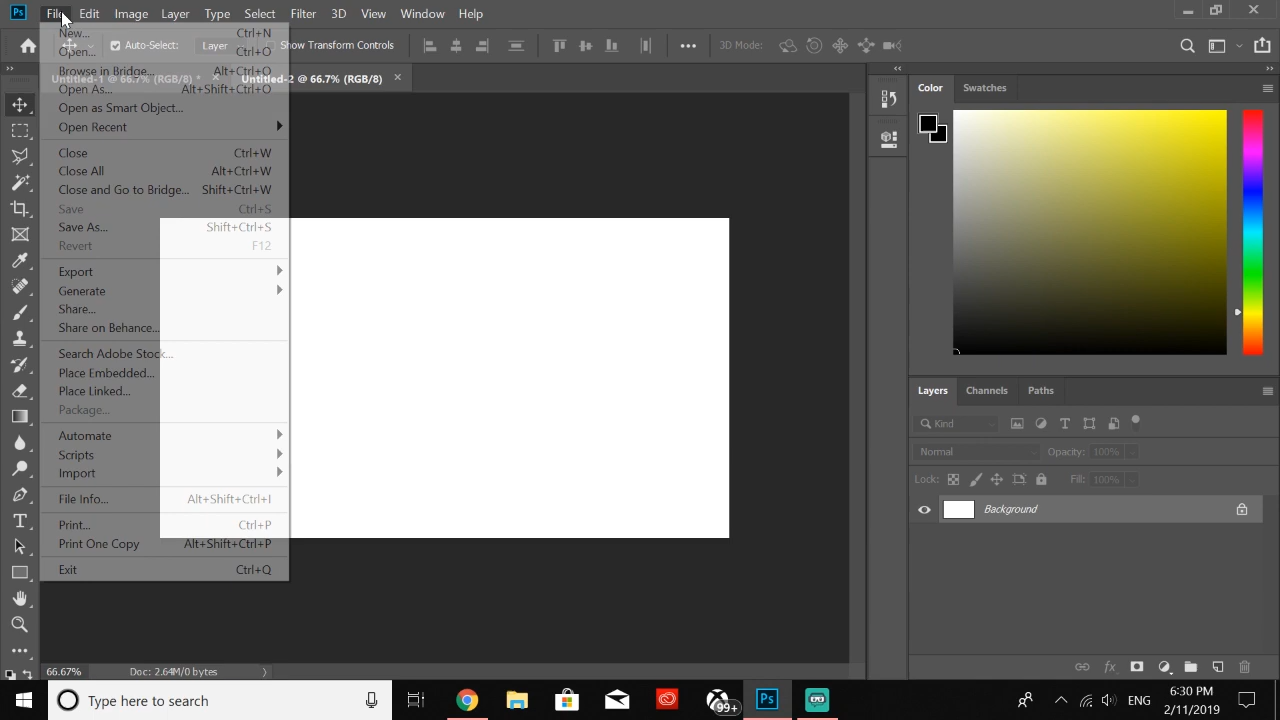 Ps File Edit Image Layer Type Select Filter 3D View Window Help
Auto-Select: Layer Show Transform Controls 3D Mode:
Untitled-1 @ 66.7% (RGB/8) * Untitled-2 @ 66.7% (RGB/8)
New... Ctrl+N
Open... Ctrl+O
Browse in Bridge... Alt+Ctrl+O
Open As... Alt+Shift+Ctrl+O
Open as Smart Object...
Open Recent
Close Ctrl+W
Close All Alt+Ctrl+W
Close and Go to Bridge... Shift+Ctrl+W
Save Ctrl+S
Save As... Shift+Ctrl+S
Revert F12
Export
Generate
Share...
Share on Behance...
Search Adobe Stock...
Place Embedded...
Place Linked...
Package...
Automate
Scripts
Import
File Info... Alt+Shift+Ctrl+I
Print... Ctrl+P
Print One Copy Alt+Shift+Ctrl+P
Exit Ctrl+Q
Color Swatches
Layers Channels Paths
Kind
Normal Opacity: 100%
Lock: Fill: 100%
Background
66.67% Doc: 2.64M/0 bytes
Type here to search
99+
Ps
ENG
6:30 PM
2/11/2019